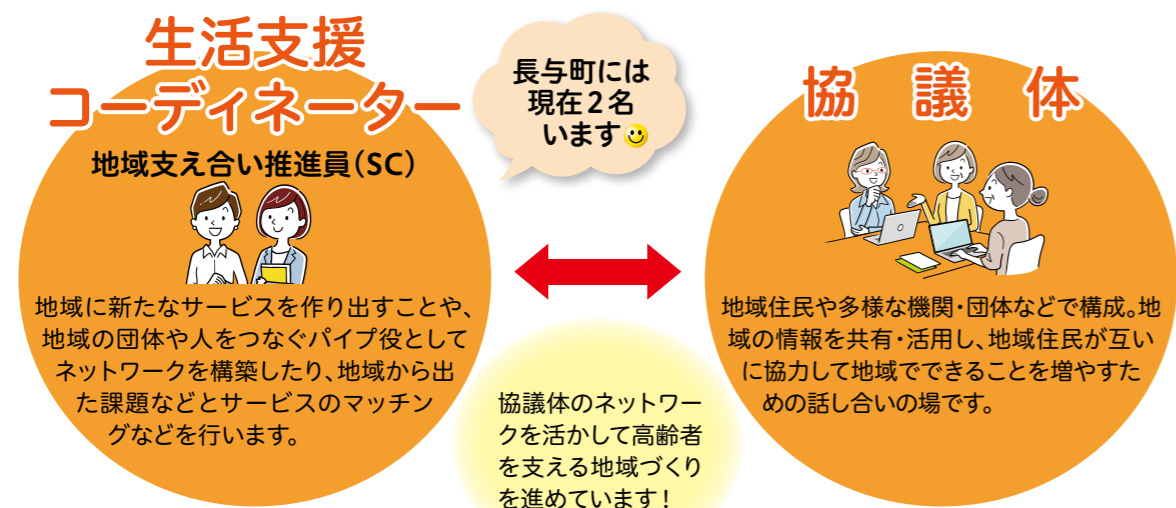 生活支援
コーディネーター
地域支え合い推進員(SC)
地域に新たなサービスを作り出すことや、
地域の団体や人をつなぐパイプ役として
ネットワークを構築したり、地域から出
た課題などとサービスのマッチン
グなどを行います。
長与町には
現在2名
います
協議体のネットワー
クを活かして高齢者
を支える地域づくり
を進めています!
協議体
地域住民や多様な機関・団体などで構成。地
域の情報を共有・活用し、地域住民が互い
に協力して地域でできることを増やすた
めの話し合いの場です。